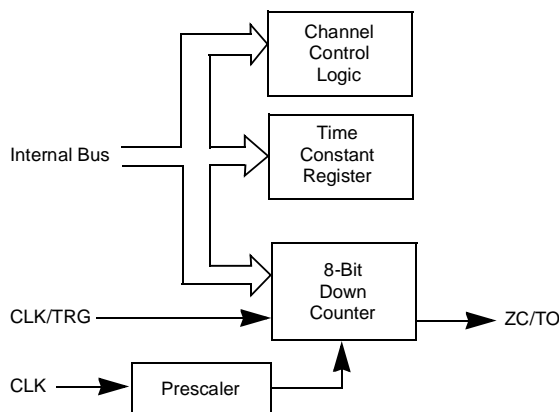 Channel
Control
Logic
Internal Bus
Time
Constant
Register
8-Bit
Down
Counter
CLK/TRG
ZC/TO
CLK
Prescaler